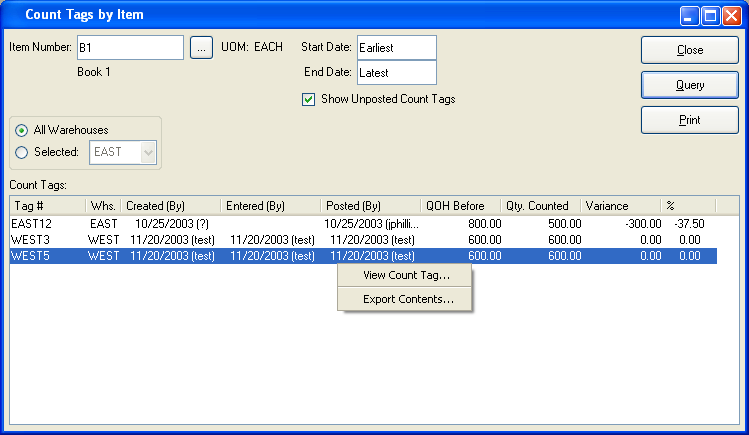 Count Tags by Item
Item Number: B1 ... UOM: EACH Start Date: Earliest Close
Book 1 End Date: Latest Query
Show Unposted Count Tags
Print
All Warehouses
Selected: EAST
Count Tags:
Tag # Whs. Created (By) Entered (By) Posted (By) QOH Before Qty. Counted Variance %
EAST12 EAST 10/25/2003 (?) 10/25/2003 (jphilli... 800.00 500.00 -300.00 -37.50
WEST3 WEST 11/20/2003 (test) 11/20/2003 (test) 11/20/2003 (test) 600.00 600.00 0.00 0.00
WEST5 WEST 11/20/2003 (test) 11/20/2003 (test) 11/20/2003 (test) 600.00 600.00 0.00 0.00
View Count Tag...
Export Contents...